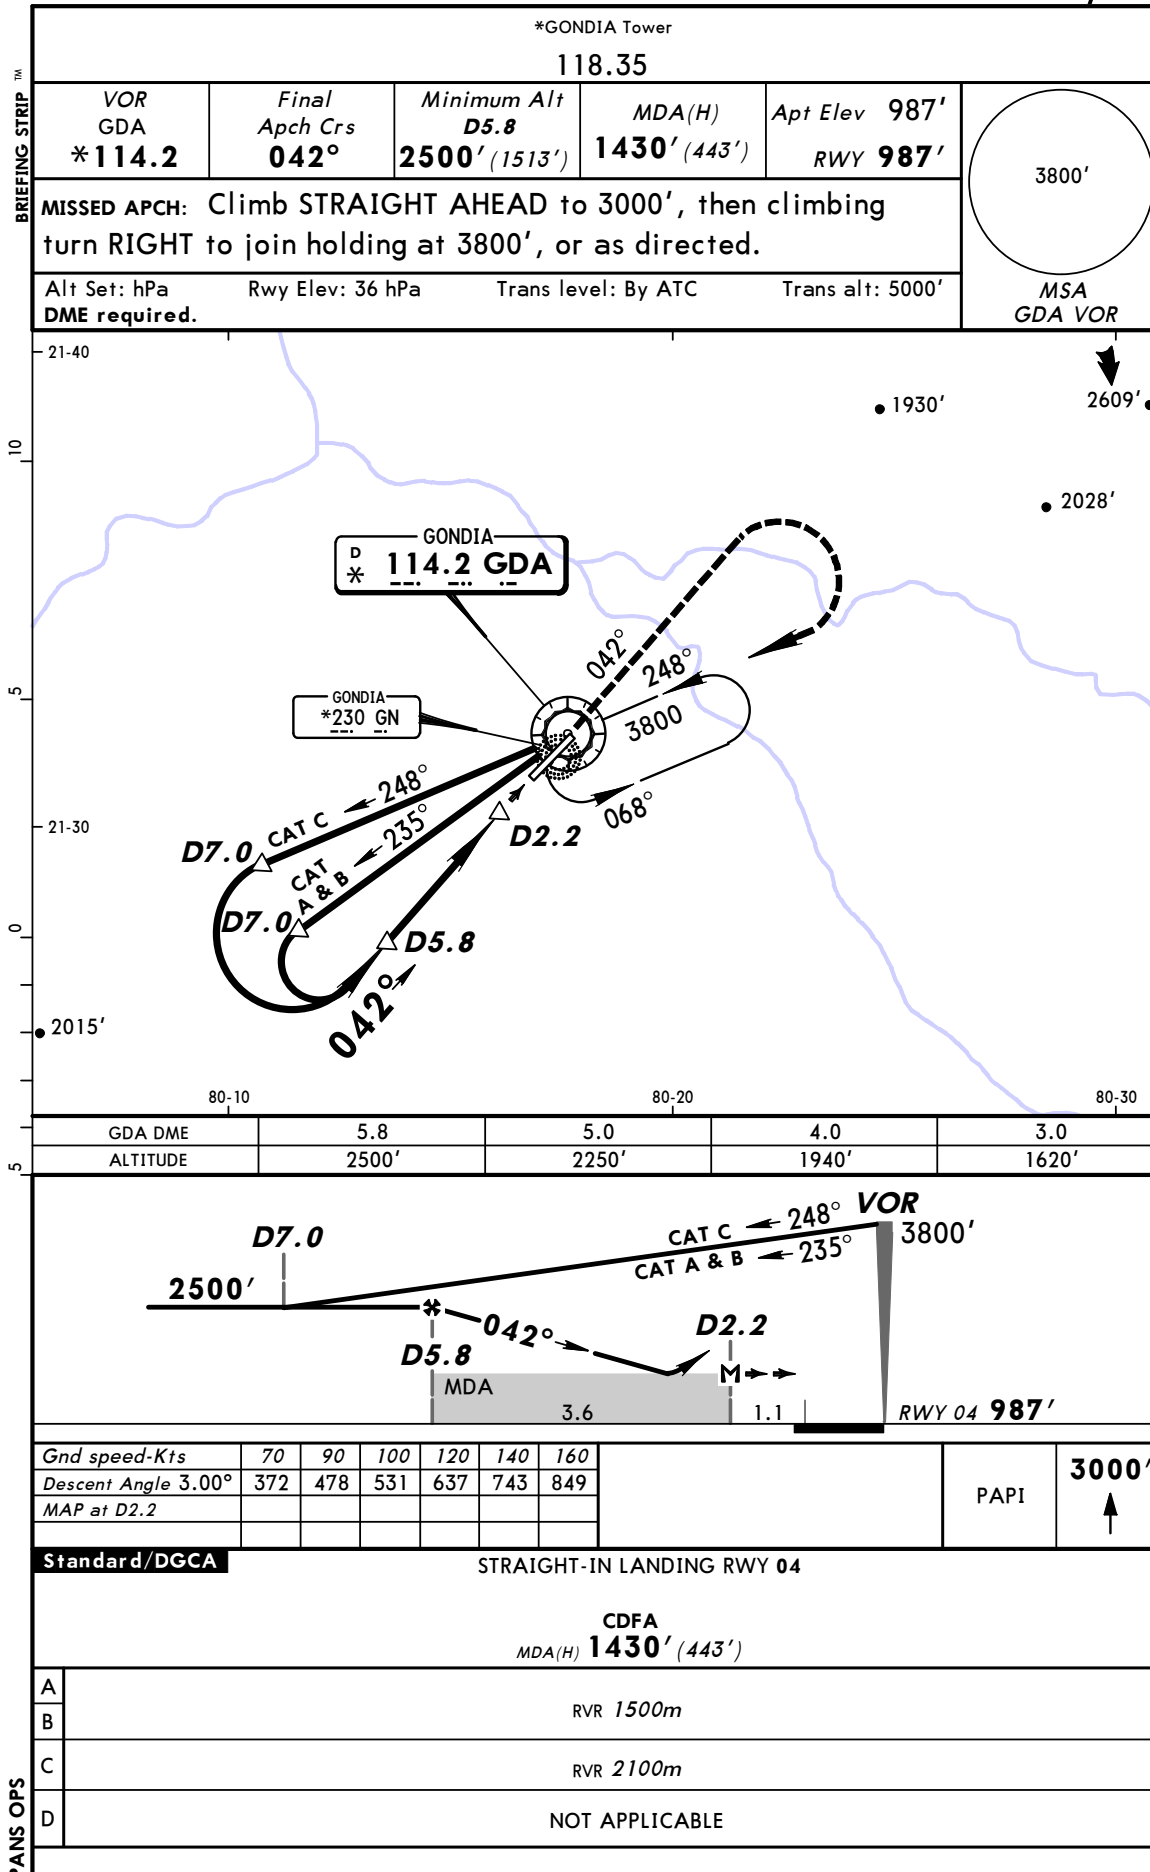 *GONDIA Tower
118.35
BRIEFING STRIP ™
VOR
GDA
*114.2
Final
Apch Crs
042°
Minimum Alt
D5.8
2500' (1513')
MDA(H)
1430' (443')
Apt Elev 987'
RWY 987'
3800'
MSA
GDA VOR
MISSED APCH: Climb STRAIGHT AHEAD to 3000', then climbing
turn RIGHT to join holding at 3800', or as directed.
Alt Set: hPa Rwy Elev: 36 hPa Trans level: By ATC Trans alt: 5000'
DME required.
21-40
1930'
2609'
10
2028'
GONDIA
D
* 114.2 GDA
042°
248°
5
GONDIA
*230 GN
3800
248°
068°
21-30
CAT C
235°
D2.2
D7.0
CAT
A & B
D7.0
0
D5.8
042°
2015'
80-10 80-20 80-30
GDA DME 5.8 5.0 4.0 3.0
ALTITUDE 2500' 2250' 1940' 1620'
5
VOR
CAT C 248°
3800'
D7.0
CAT A & B 235°
2500'
042°
D2.2
D5.8
M
MDA
3.6 1.1 RWY 04 987'
Gnd speed-Kts 70 90 100 120 140 160
Descent Angle 3.00° 372 478 531 637 743 849
MAP at D2.2
PAPI
3000'
Standard/DGCA STRAIGHT-IN LANDING RWY 04
CDFA
MDA(H) 1430' (443')
A
B
RVR 1500m
C RVR 2100m
D NOT APPLICABLE
PANS OPS